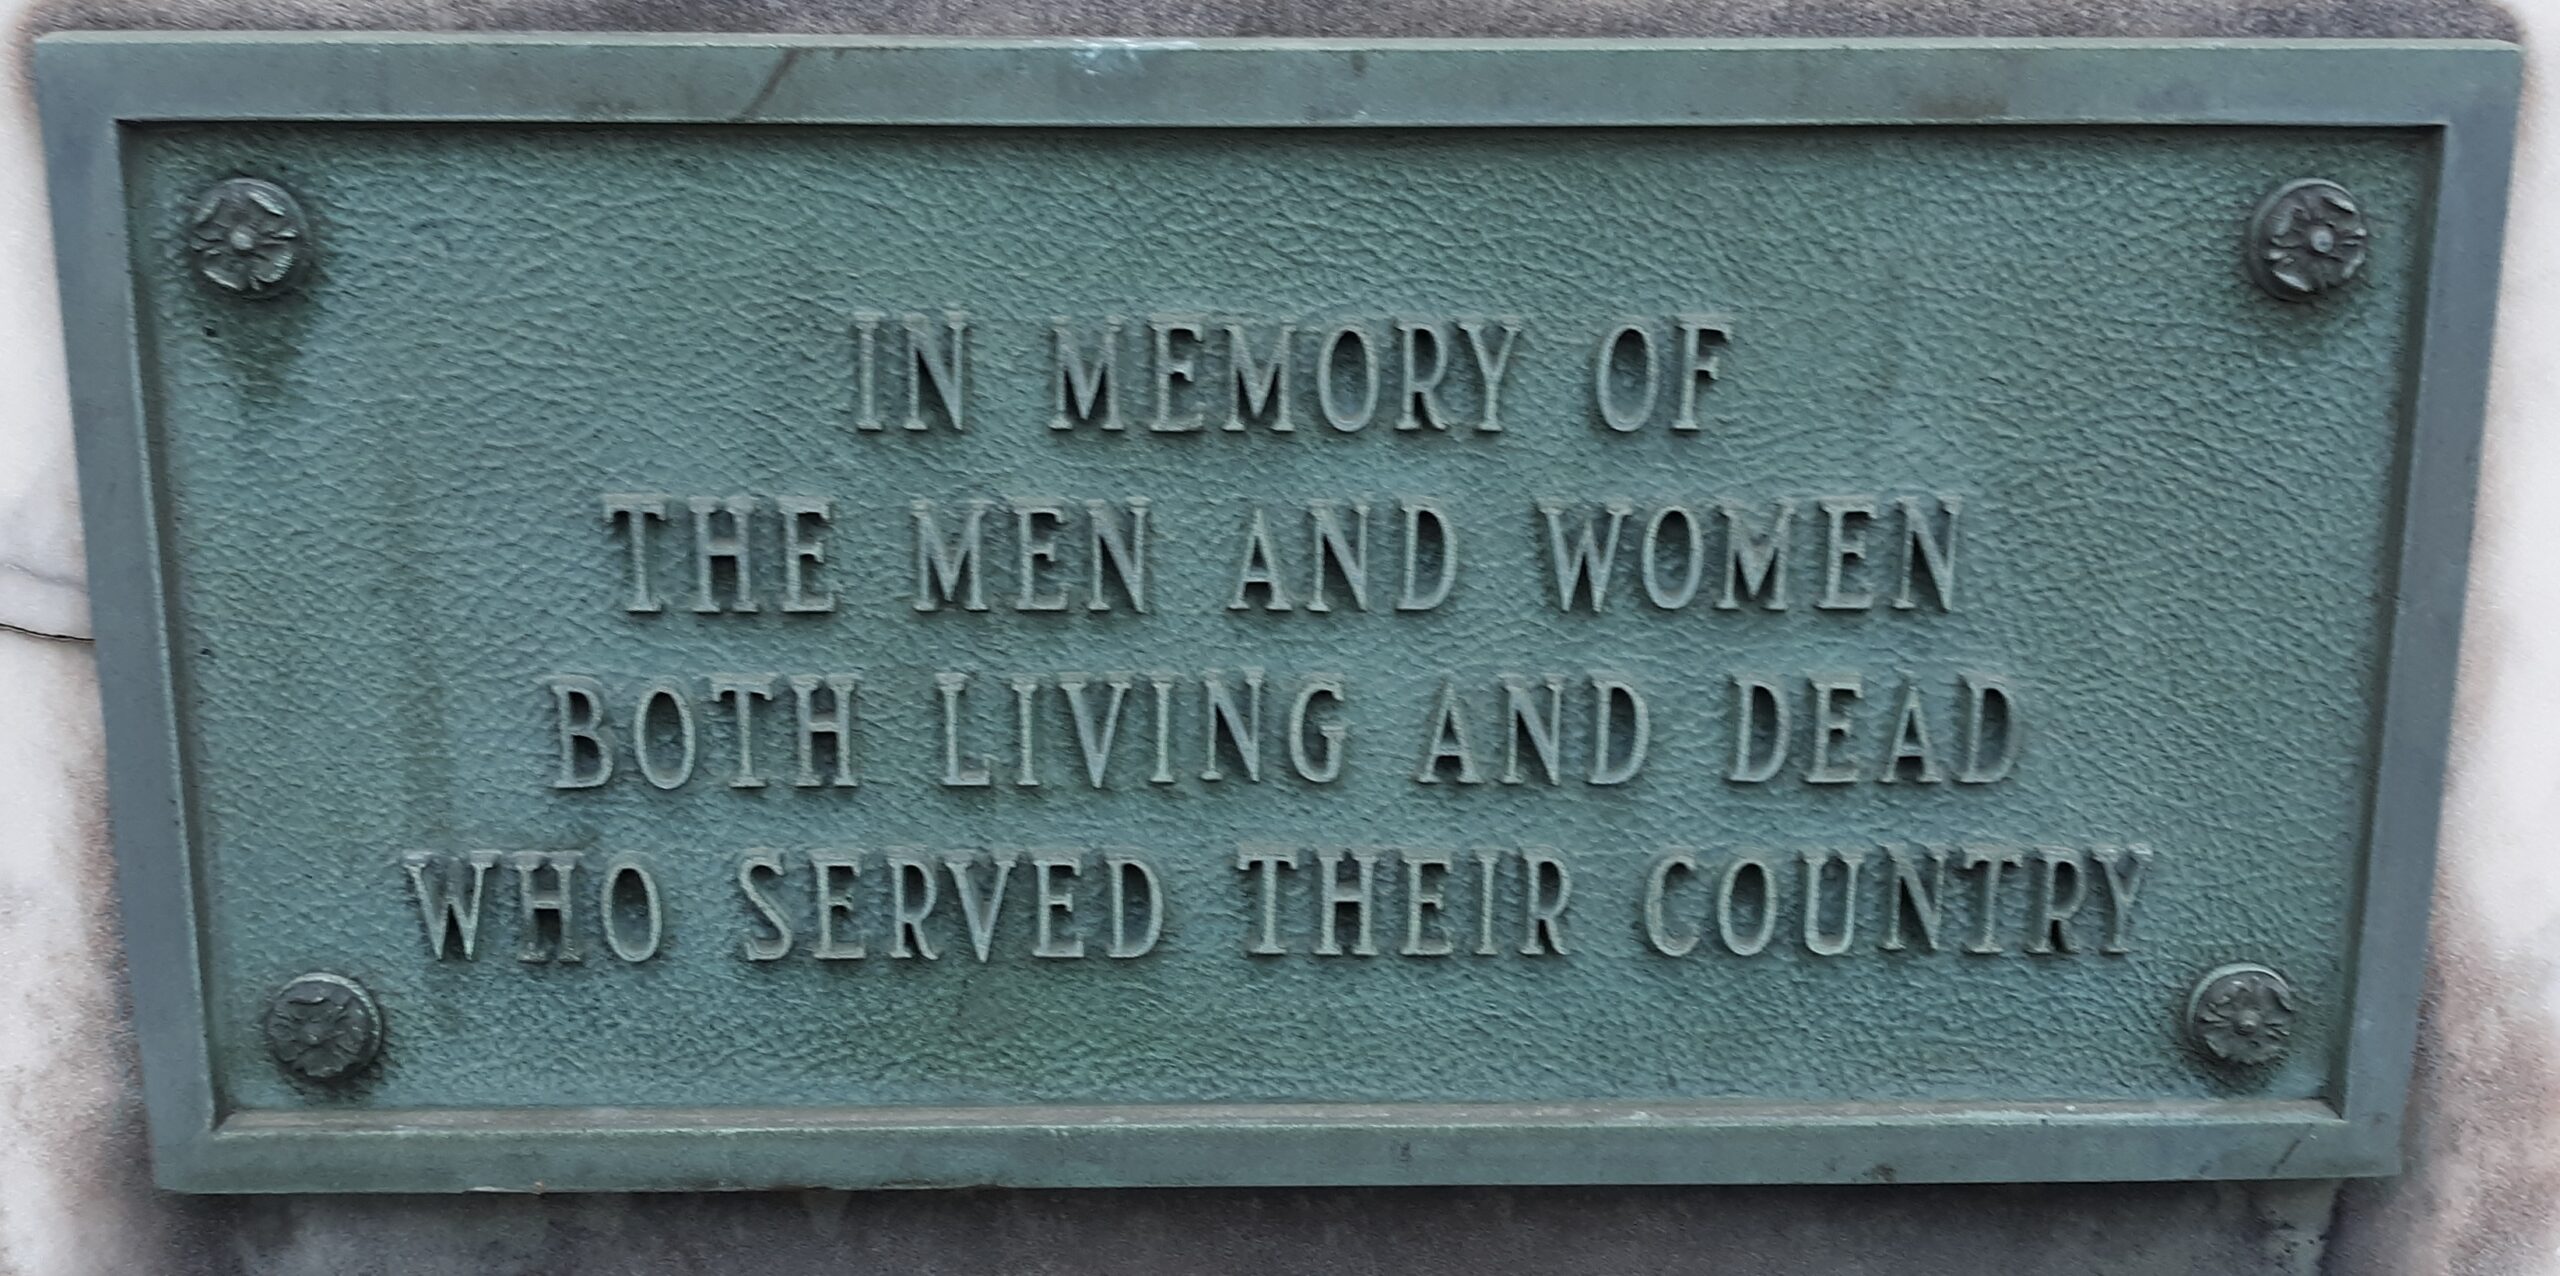 IN MEMORY OF
THE MEN AND WOMEN
BOTH LIVING AND DEAD
WHO SERVED THEIR COUNTRY